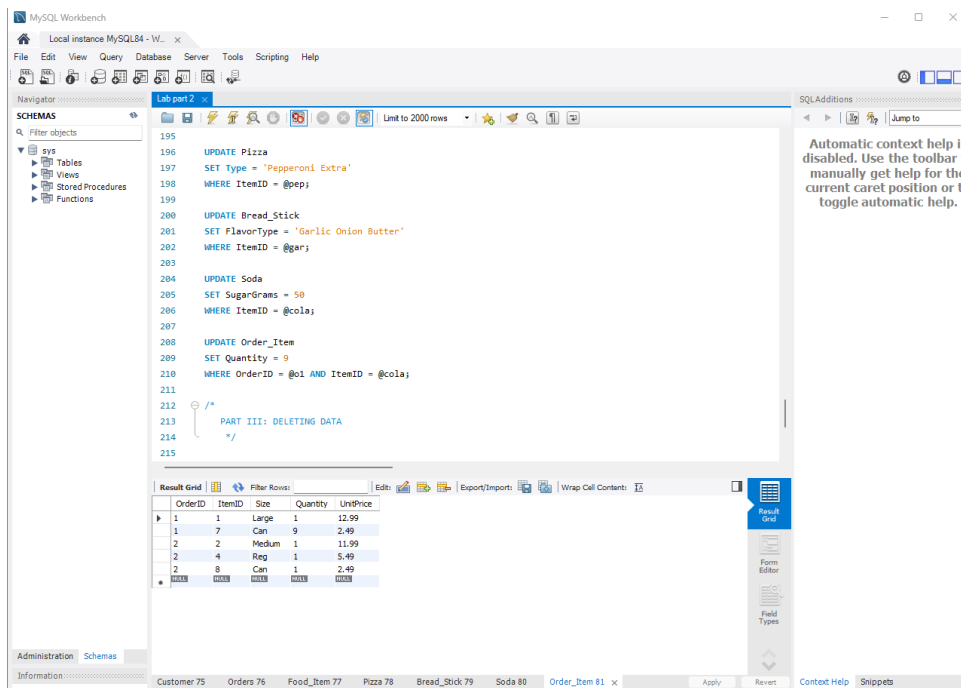 MySQL Workbench
Local instance MySQL84 - W...
File Edit View Query Database Server Tools Scripting Help
Navigator
Lab part 2
SQLAdditions
SCHEMAS
Filter objects
sys
Tables
Views
Stored Procedures
Functions
Limit to 2000 rows
Jump to
Automatic context help i
disabled. Use the toolbar
manually get help for the
current caret position or t
toggle automatic help.
195
196 UPDATE Pizza
197 SET Type = 'Pepperoni Extra'
198 WHERE ItemID = @pep;
199
200 UPDATE Bread_Stick
201 SET FlavorType = 'Garlic Onion Butter'
202 WHERE ItemID = @gar;
203
204 UPDATE Soda
205 SET SugarGrams = 50
206 WHERE ItemID = @cola;
207
208 UPDATE Order_Item
209 SET Quantity = 9
210 WHERE OrderID = @o1 AND ItemID = @cola;
211
212 /*
213 PART III: DELETING DATA
214 */
215
Result Grid Filter Rows: Edit: Export/Import: Wrap Cell Content: IA
OrderID ItemID Size Quantity UnitPrice
1 1 Large 1 12.99
1 7 Can 9 2.49
2 2 Medium 1 11.99
2 4 Reg 1 5.49
2 8 Can 1 2.49
NULL NULL NULL NULL NULL
Result
Grid
Form
Editor
Field
Types
Administration Schemas
Information
Customer 75 Orders 76 Food_Item 77 Pizza 78 Bread_Stick 79 Soda 80 Order_Item 81 Apply Revert
Context Help Snippets